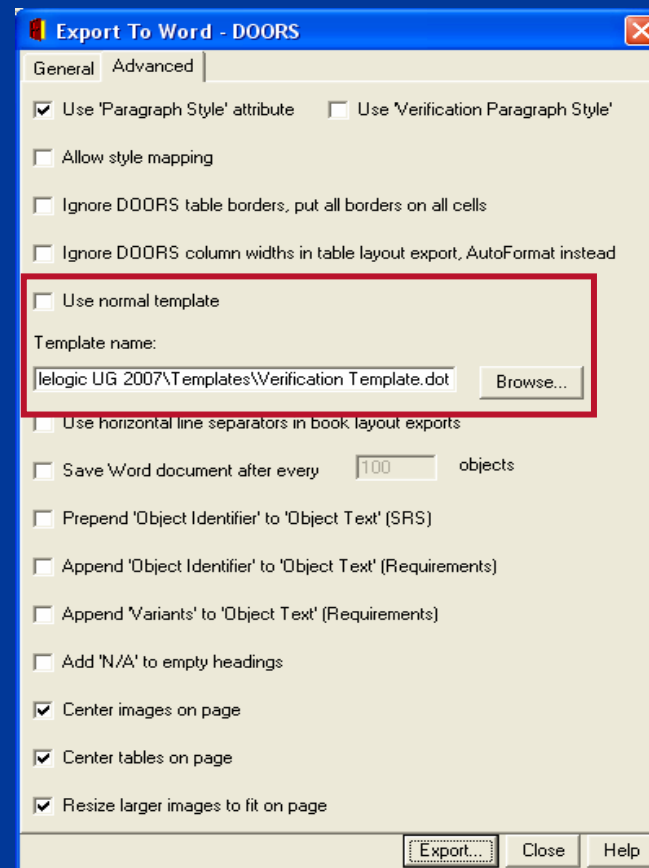 Export To Word - DOORS
General Advanced
Use 'Paragraph Style' attribute Use 'Verification Paragraph Style'
Allow style mapping
Ignore DOORS table borders, put all borders on all cells
Ignore DOORS column widths in table layout export, AutoFormat instead
Use normal template
Template name:
lelogic UG 2007\Templates\Verification Template.dot Browse...
Use horizontal line separators in book layout exports
Save Word document after every 100 objects
Prepend 'Object Identifier' to 'Object Text' (SRS)
Append 'Object Identifier' to 'Object Text' (Requirements)
Append 'Variants' to 'Object Text' (Requirements)
Add 'N/A' to empty headings
Center images on page
Center tables on page
Resize larger images to fit on page
Export... Close Help